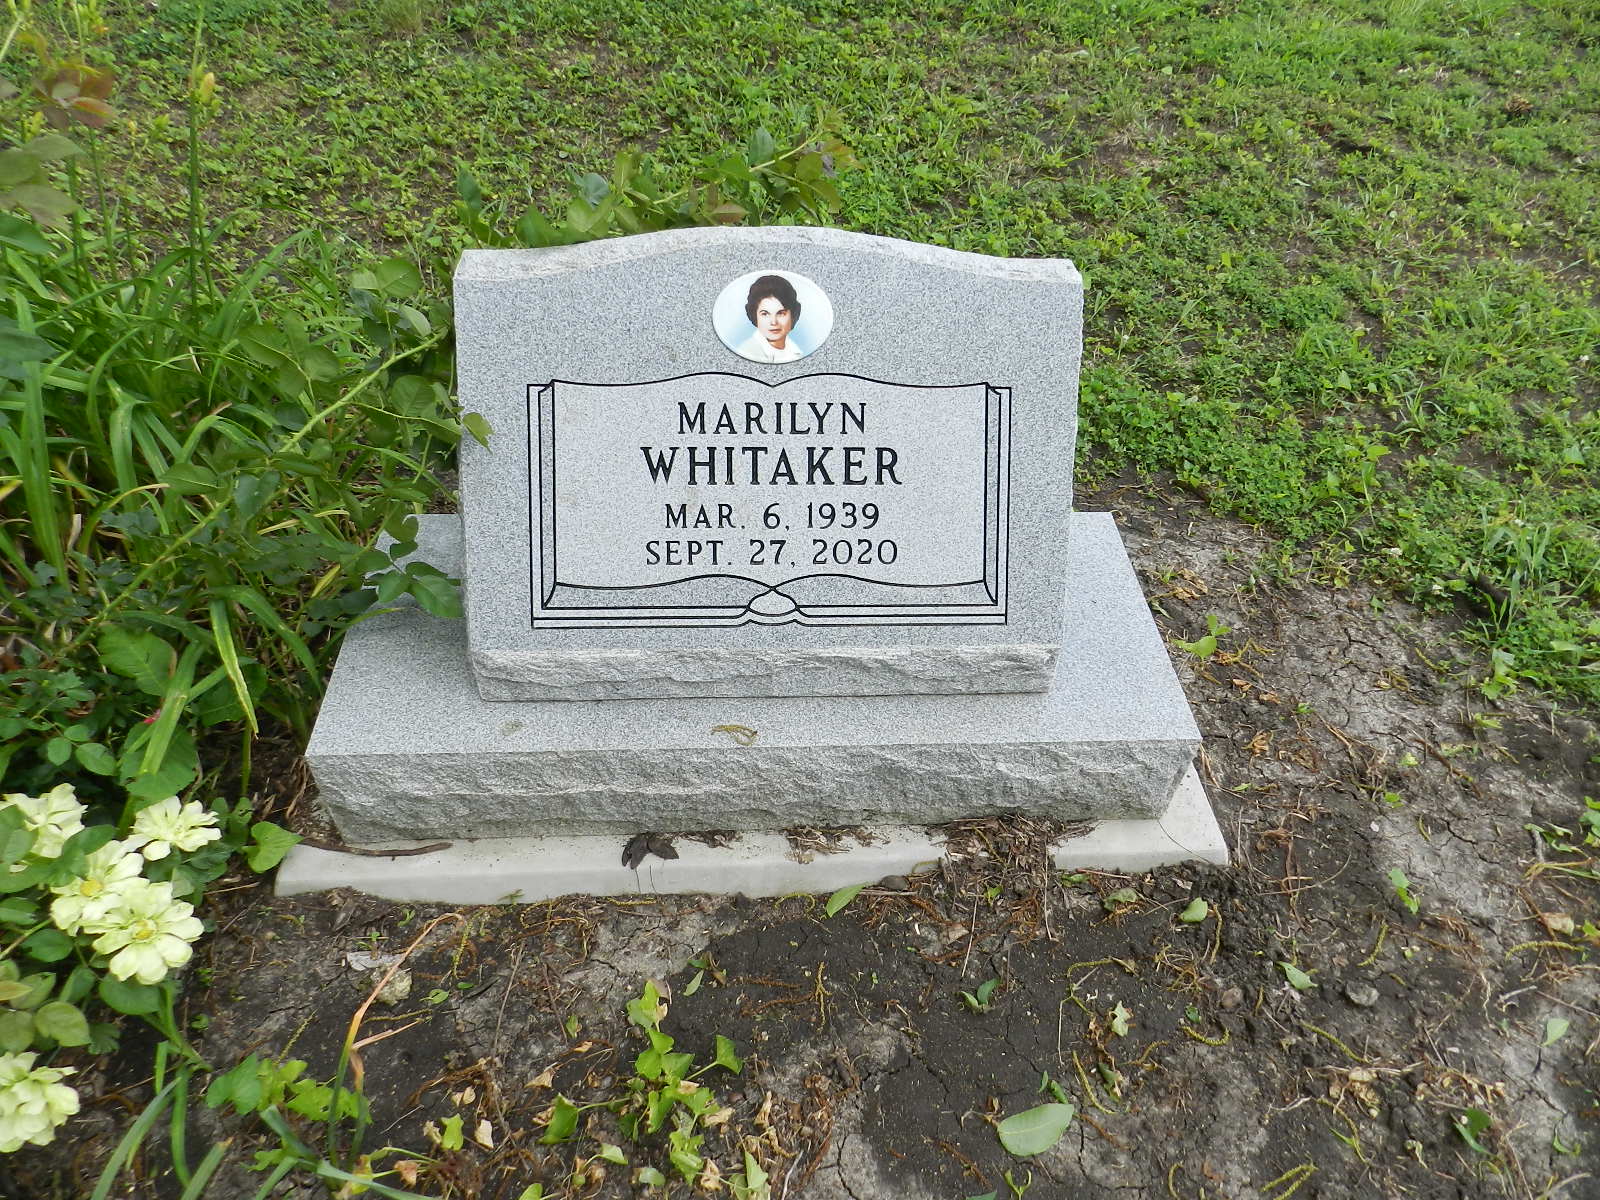 MARILYN
WHITAKER
MAR. 6, 1939
SEPT. 27, 2020